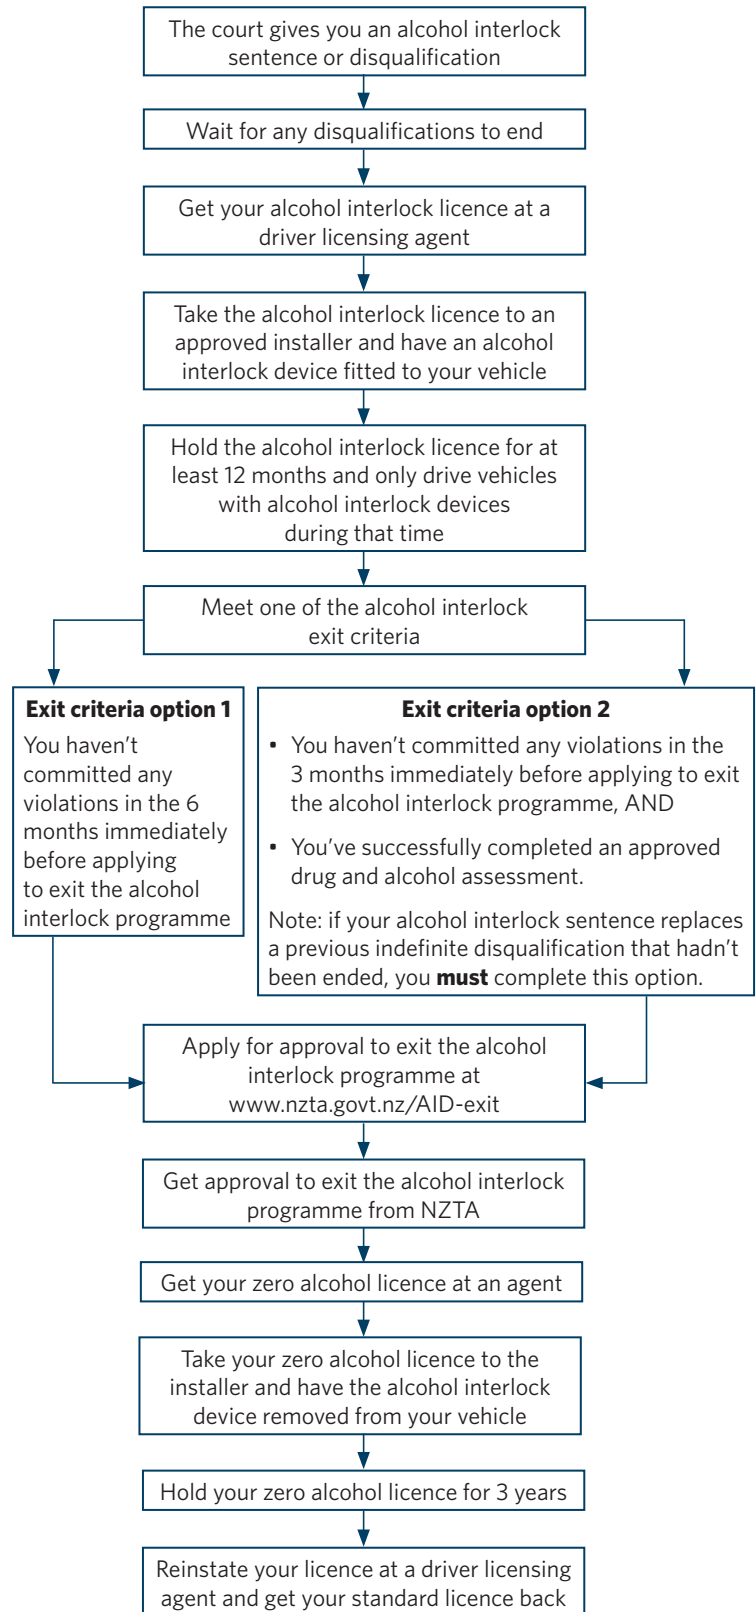 The court gives you an alcohol interlock
sentence or disqualification
Wait for any disqualifications to end
Get your alcohol interlock licence at a
driver licensing agent
Take the alcohol interlock licence to an
approved installer and have an alcohol
interlock device fitted to your vehicle
Hold the alcohol interlock licence for at
least 12 months and only drive vehicles
with alcohol interlock devices
during that time
Meet one of the alcohol interlock
exit criteria
Exit criteria option 1
You haven’t
committed any
violations in the 6
months immediately
before applying
to exit the alcohol
interlock programme
Exit criteria option 2
• You haven’t committed any violations in the
3 months immediately before applying to exit
the alcohol interlock programme, AND
• You’ve successfully completed an approved
drug and alcohol assessment.
Note: if your alcohol interlock sentence replaces
a previous indefinite disqualification that hadn’t
been ended, you must complete this option.
Apply for approval to exit the alcohol
interlock programme at
www.nzta.govt.nz/AID-exit
Get approval to exit the alcohol interlock
programme from NZTA
Get your zero alcohol licence at an agent
Take your zero alcohol licence to the
installer and have the alcohol interlock
device removed from your vehicle
Hold your zero alcohol licence for 3 years
Reinstate your licence at a driver licensing
agent and get your standard licence back